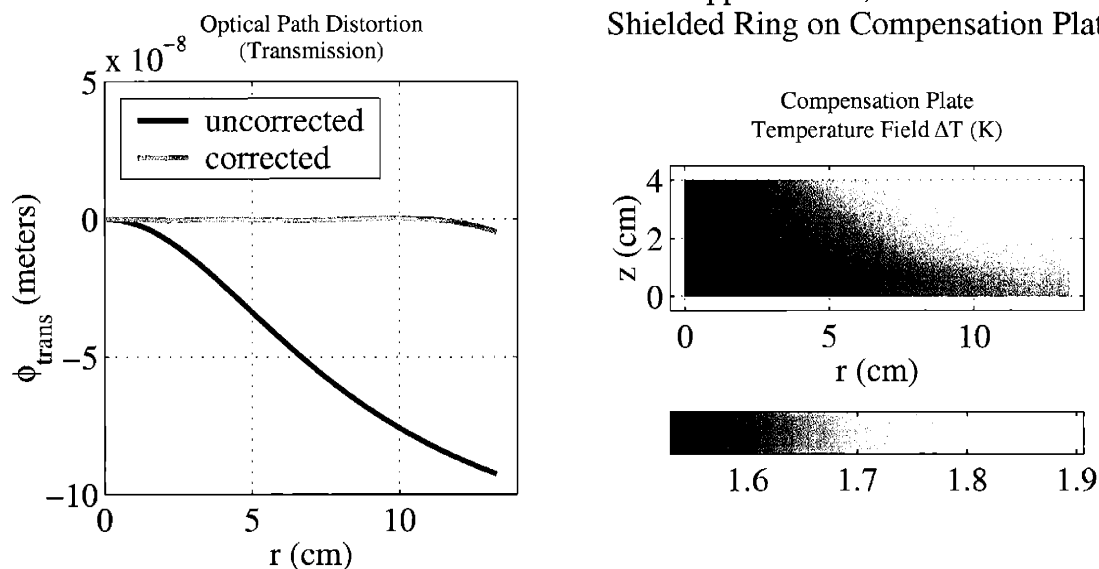 Shielded Ring on Compensation Plat
Optical Path Distortion
(Transmission)
x 10⁻⁸
5
0
−5
−10
ϕtrans (meters)
uncorrected
corrected
0 5 10
r (cm)
Compensation Plate
Temperature Field ΔT (K)
4
2
0
z (cm)
0 5 10
r (cm)
1.6 1.7 1.8 1.9